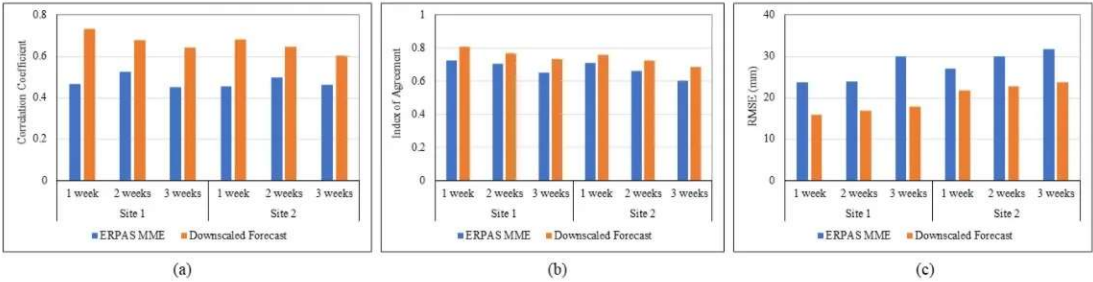 0.8
0.6
0.4
0.2
0
Correlation Coefficient
1 week 2 weeks 3 weeks 1 week 2 weeks 3 weeks
Site 1 Site 2
ERPAS MME Downscaled Forecast
(a)
1
0.8
0.6
0.4
0.2
0
Index of Agreement
1 week 2 weeks 3 weeks 1 week 2 weeks 3 weeks
Site 1 Site 2
ERPAS MME Downscaled Forecast
(b)
40
30
20
10
0
RMSE (mm)
1 week 2 weeks 3 weeks 1 week 2 weeks 3 weeks
Site 1 Site 2
ERPAS MME Downscaled Forecast
(c)